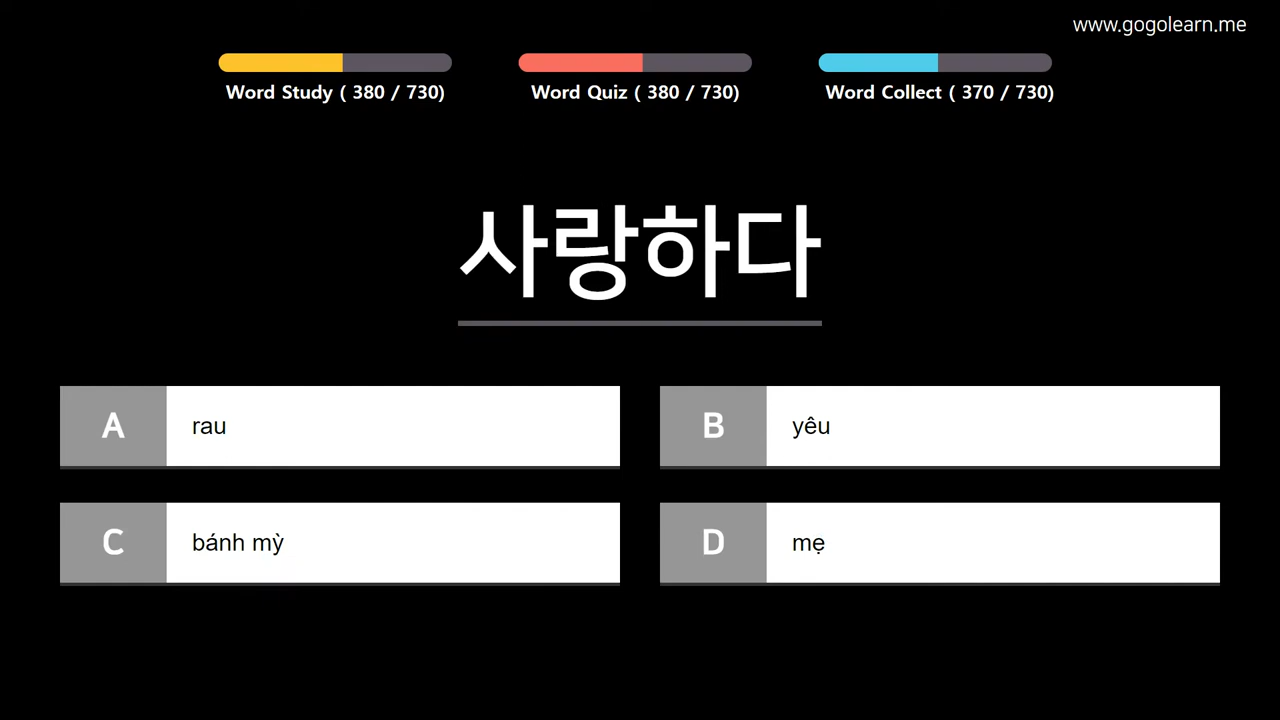 www.gogolearn.me
Word Study ( 380 / 730)
Word Quiz ( 380 / 730)
Word Collect ( 370 / 730)
사랑하다
A rau
B yêu
C bánh mỳ
D mẹ